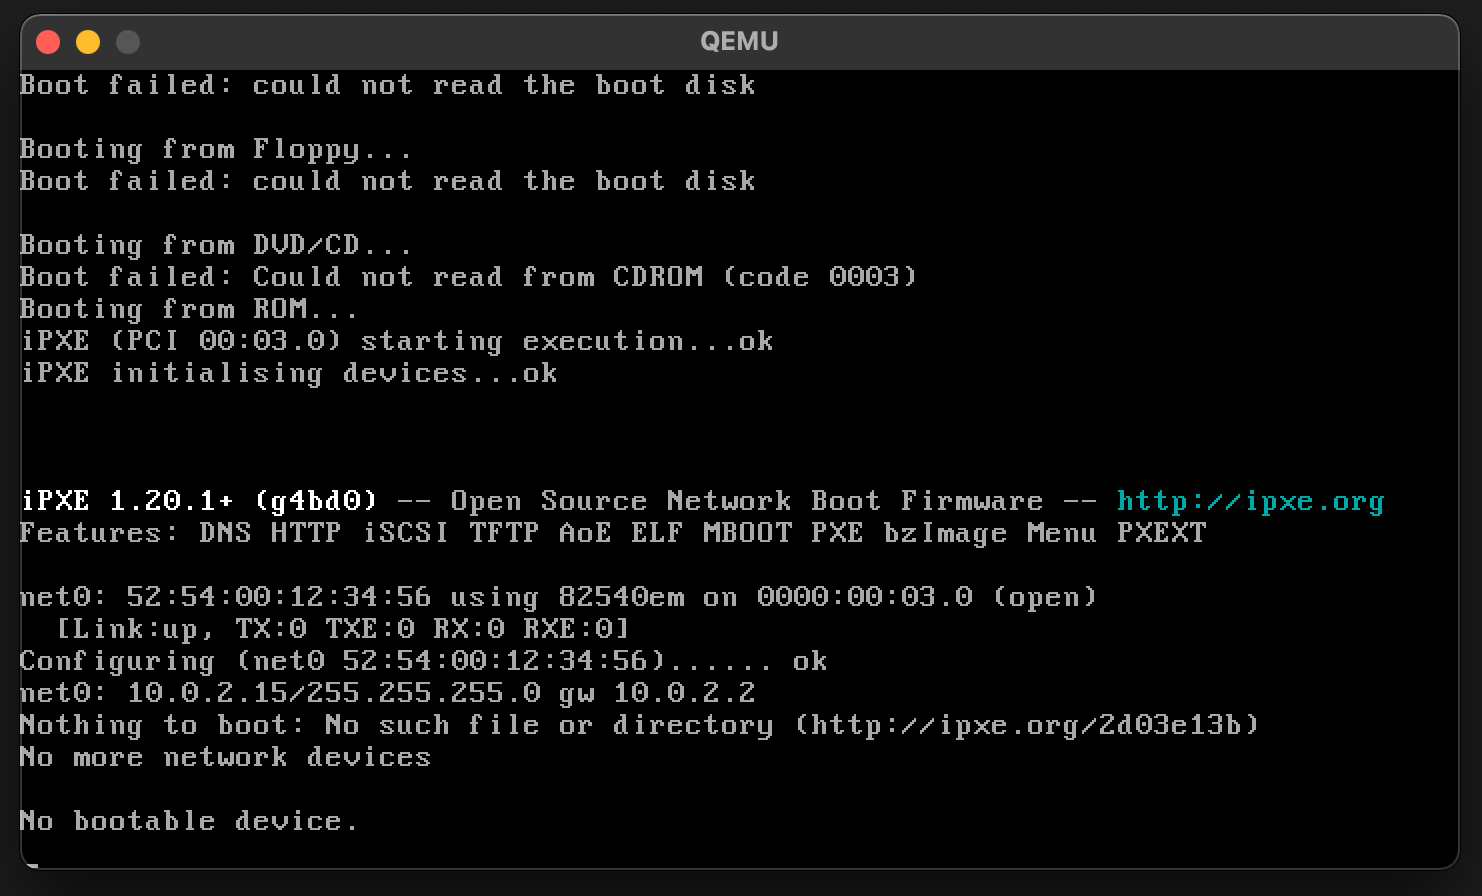 QEMU
Boot failed: could not read the boot disk
Booting from Floppy...
Boot failed: could not read the boot disk
Booting from DVD/CD...
Boot failed: Could not read from CDROM (code 0003)
Booting from ROM...
iPXE (PCI 00:03.0) starting execution...ok
iPXE initialising devices...ok
iPXE 1.20.1+ (g4bd0) -- Open Source Network Boot Firmware -- http://ipxe.org
Features: DNS HTTP iSCSI TFTP AoE ELF MBOOT PXE bzImage Menu PXEXT
net0: 52:54:00:12:34:56 using 82540em on 0000:00:03.0 (open)
[Link:up, TX:0 TXE:0 RX:0 RXE:0]
Configuring (net0 52:54:00:12:34:56)...... ok
net0: 10.0.2.15/255.255.255.0 gw 10.0.2.2
Nothing to boot: No such file or directory (http://ipxe.org/2d03e13b)
No more network devices
No bootable device.